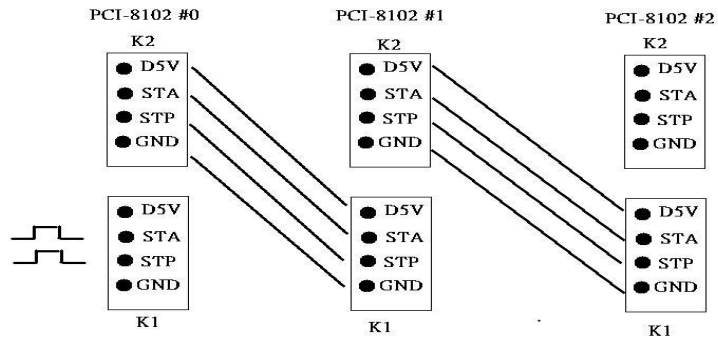 PCI-8102 #0 PCI-8102 #1 PCI-8102 #2
K2 K2 K2
D5V D5V D5V
STA STA STA
STP STP STP
GND GND GND
D5V D5V D5V
STA STA STA
STP STP STP
GND GND GND
K1 K1 K1